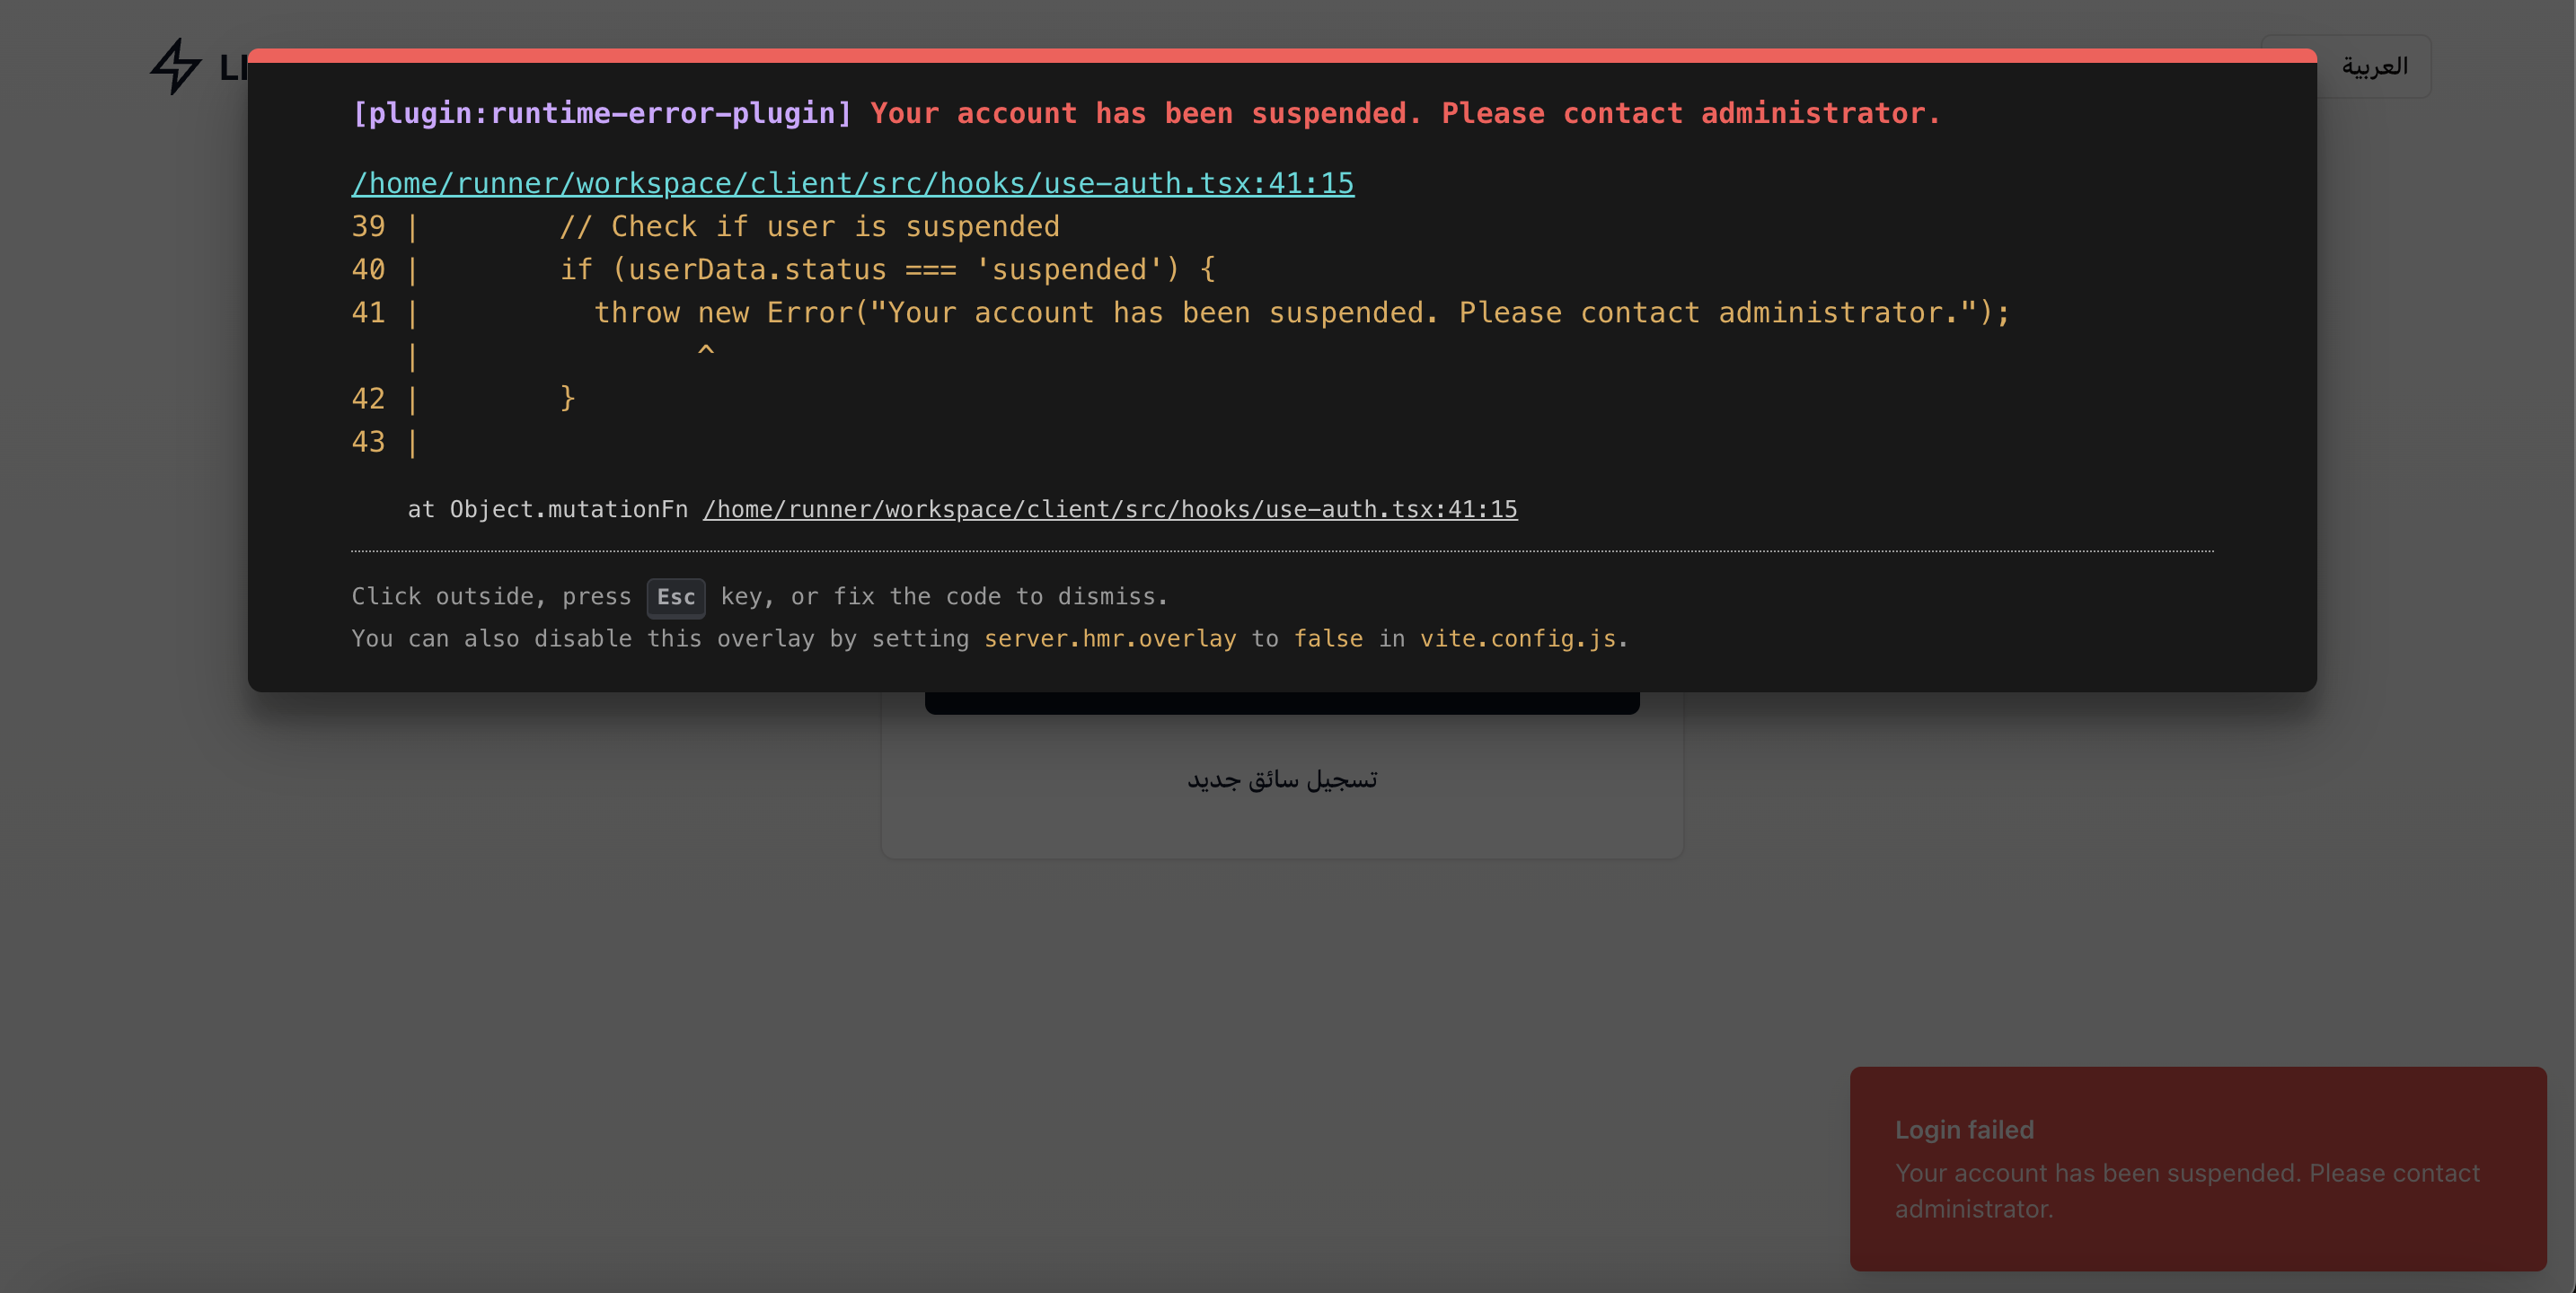 العربية
[plugin:runtime-error-plugin] Your account has been suspended. Please contact administrator.
/home/runner/workspace/client/src/hooks/use-auth.tsx:41:15
39 |        // Check if user is suspended
40 |        if (userData.status === 'suspended') {
41 |          throw new Error("Your account has been suspended. Please contact administrator.");
   |                ^
42 |        }
43 |
at Object.mutationFn /home/runner/workspace/client/src/hooks/use-auth.tsx:41:15
Click outside, press Esc key, or fix the code to dismiss.
You can also disable this overlay by setting server.hmr.overlay to false in vite.config.js.
تسجيل سائق جديد
Login failed
Your account has been suspended. Please contact
administrator.